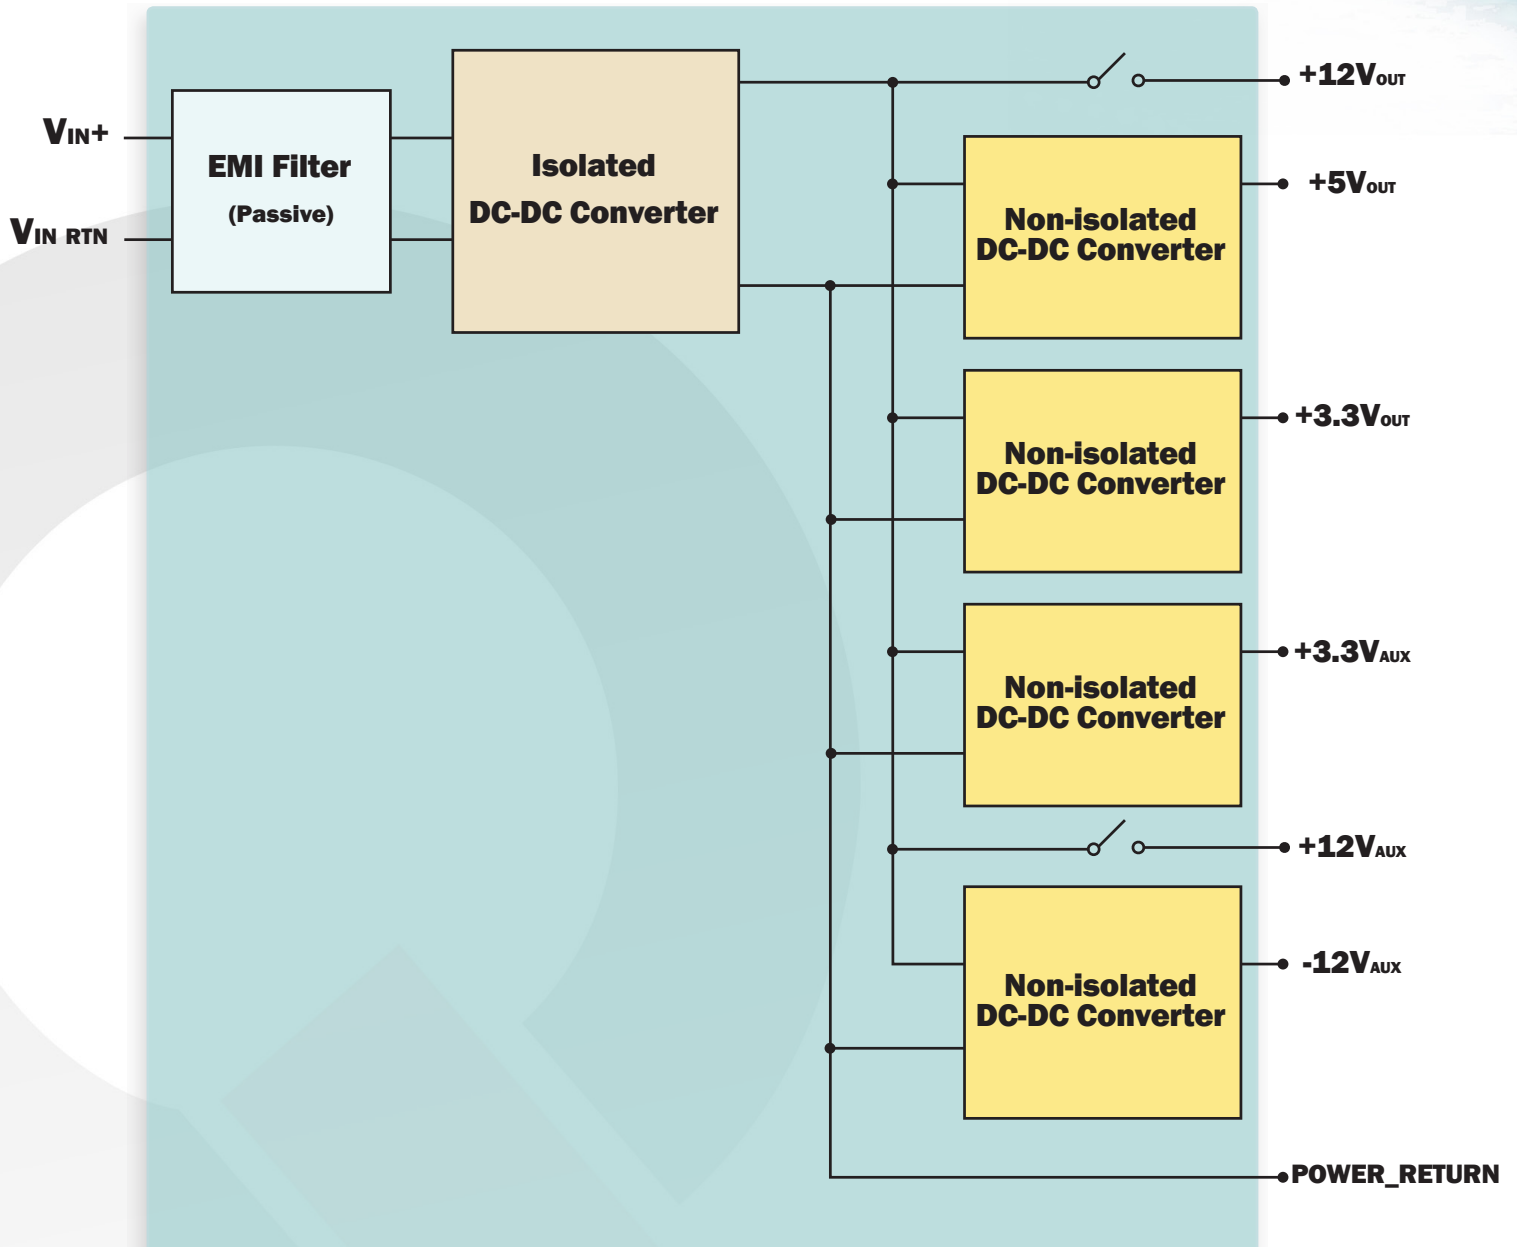 VIN+
VIN RTN
EMI Filter
(Passive)
Isolated
DC-DC Converter
+12VOUT
Non-isolated
DC-DC Converter
+5VOUT
Non-isolated
DC-DC Converter
+3.3VOUT
Non-isolated
DC-DC Converter
+3.3VAUX
+12VAUX
Non-isolated
DC-DC Converter
-12VAUX
POWER_RETURN